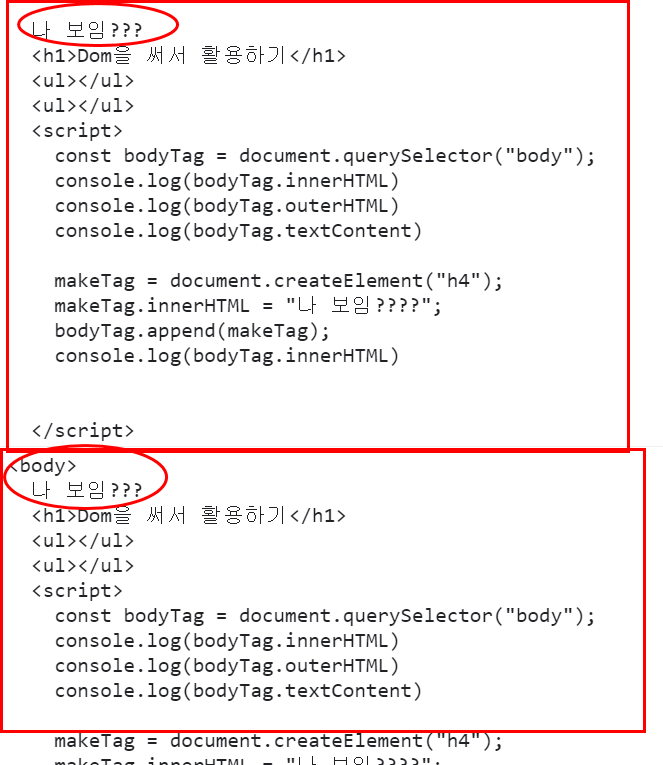 나 보임???
<h1>Dom을 써서 활용하기</h1>
<ul></ul>
<ul></ul>
<script>
const bodyTag = document.querySelector("body");
console.log(bodyTag.innerHTML)
console.log(bodyTag.outerHTML)
console.log(bodyTag.textContent)
makeTag = document.createElement("h4");
makeTag.innerHTML = "나 보임????";
bodyTag.append(makeTag);
console.log(bodyTag.innerHTML)
</script>
<body>
나 보임???
<h1>Dom을 써서 활용하기</h1>
<ul></ul>
<ul></ul>
<script>
const bodyTag = document.querySelector("body");
console.log(bodyTag.innerHTML)
console.log(bodyTag.outerHTML)
console.log(bodyTag.textContent)
makeTag = document.createElement("h4");
makeTag.innerHTML = "나 보임????";